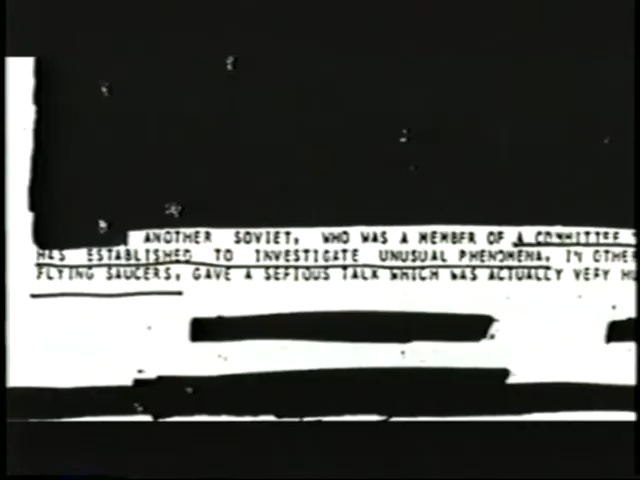 ANOTHER SOVIET, WHO WAS A MEMBER OF A COMMITTEE
HAS ESTABLISHED TO INVESTIGATE UNUSUAL PHENOMENA, IN OTHE
FLYING SAUCERS, GAVE A SERIOUS TALK WHICH WAS ACTUALLY VERY H